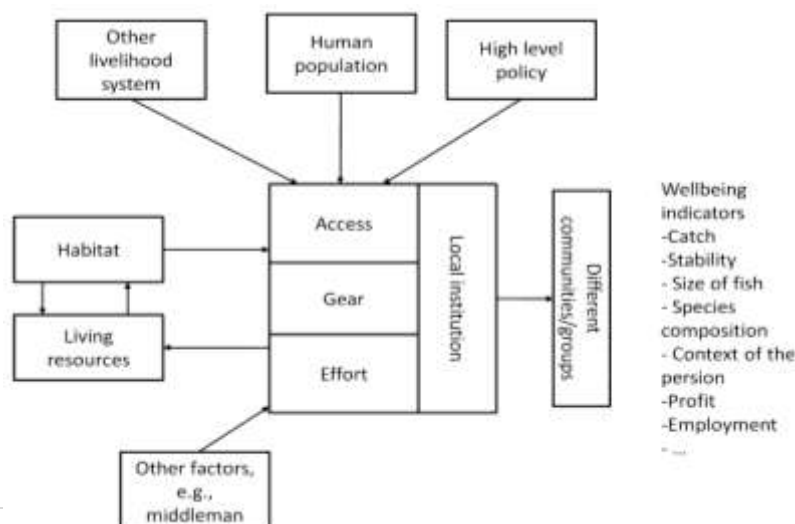 Other
livelihood
system
Human
population
High level
policy
Habitat
Living
resources
Access
Gear
Effort
Local institution
Different
communities/groups
Wellbeing
indicators
-Catch
-Stability
- Size of fish
- Species
composition
- Context of the
persion
-Profit
-Employment
- ...
Other factors,
e.g.,
middleman